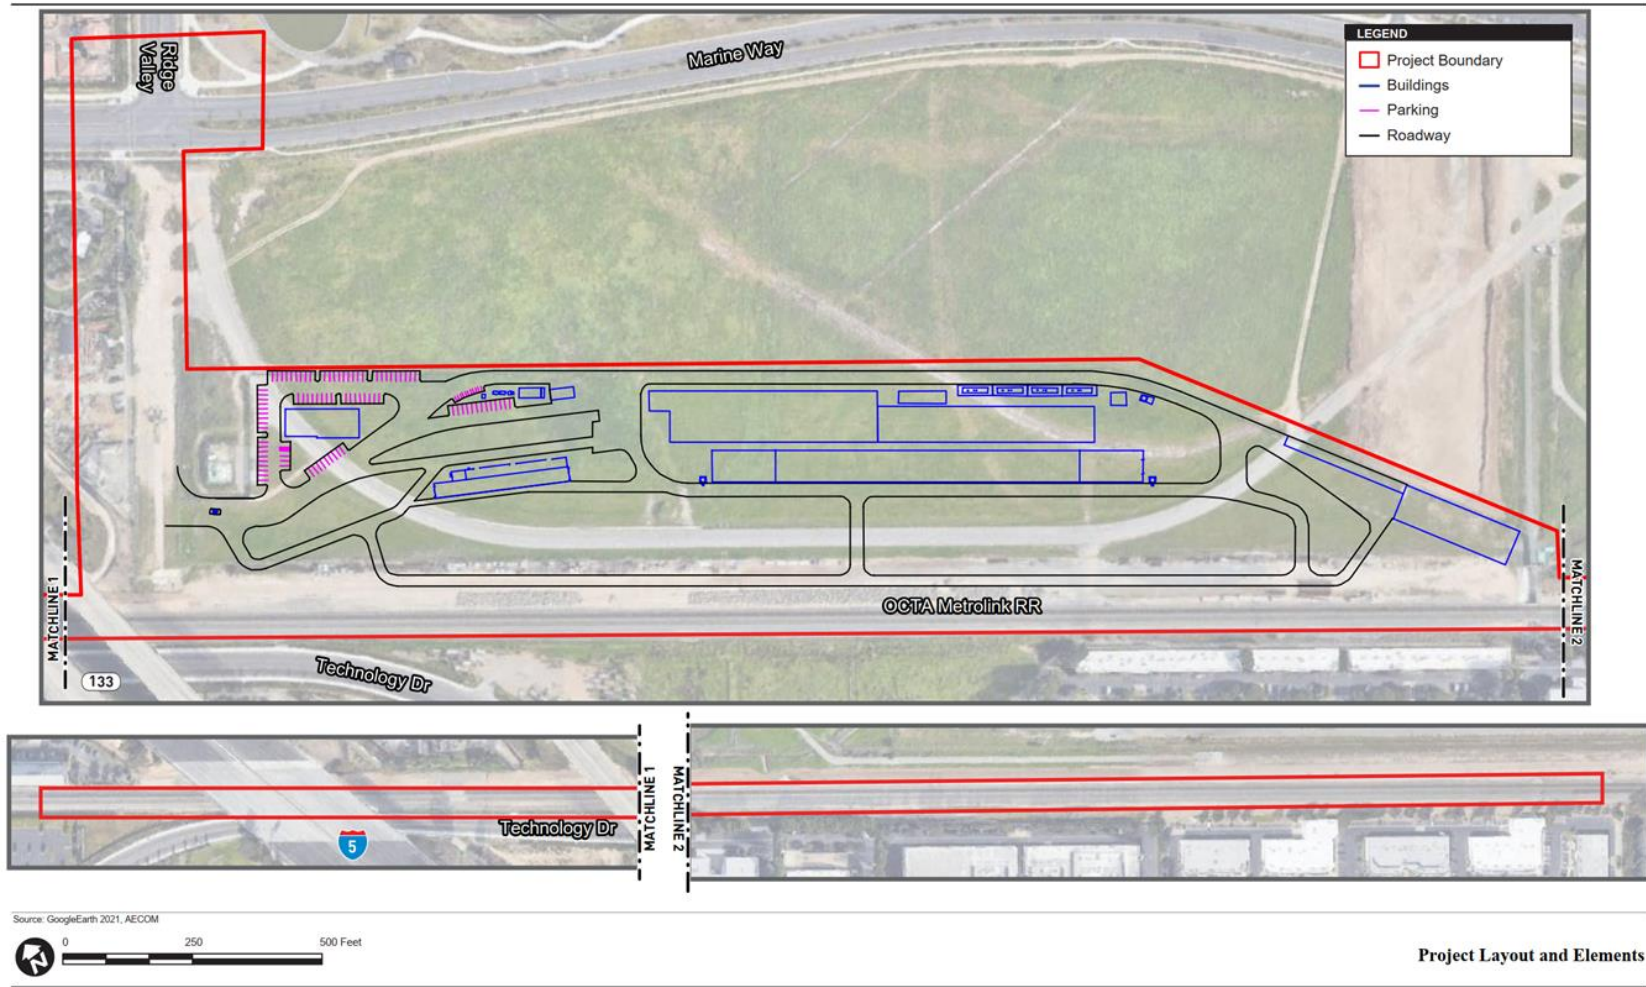 Ridge
Valley
Marine Way
LEGEND
Project Boundary
Buildings
Parking
Roadway
OCTA Metrolink RR
MATCHLINE 1
MATCHLINE 2
133
Technology Dr
MATCHLINE 1
MATCHLINE 2
Technology Dr
5
Source: GoogleEarth 2021, AECOM
N
0 250 500 Feet
Project Layout and Elements